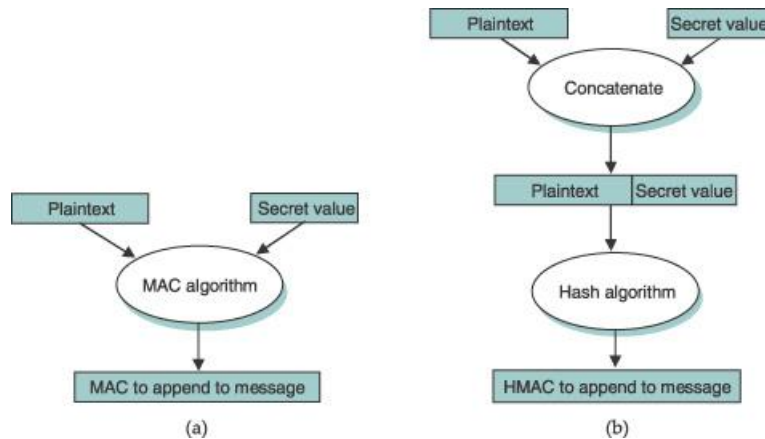 Plaintext
Secret value
MAC algorithm
MAC to append to message
(a)
Plaintext
Secret value
Concatenate
Plaintext Secret value
Hash algorithm
HMAC to append to message
(b)